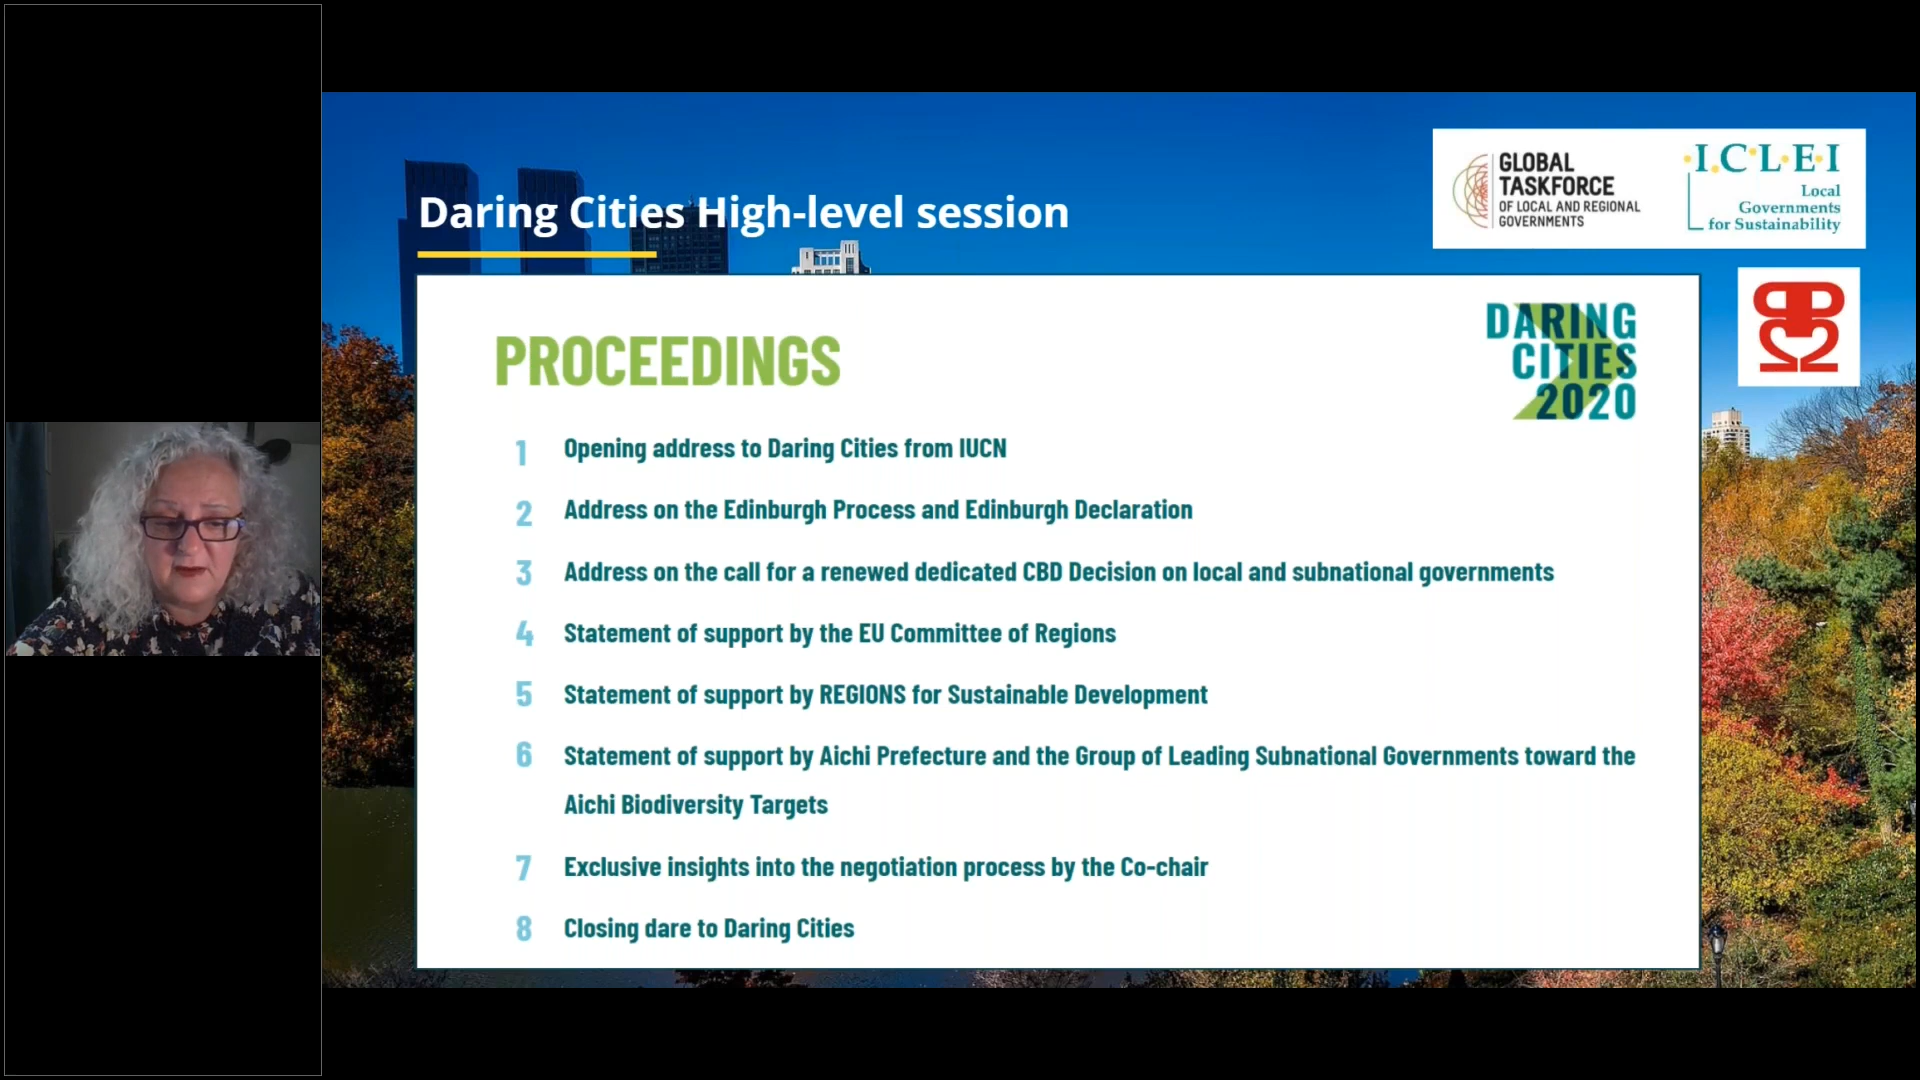 Daring Cities High-level session
GLOBAL
TASKFORCE
OF LOCAL AND REGIONAL
GOVERNMENTS
I.C.L.E.I
Local
Governments
for Sustainability
PROCEEDINGS
DARING
CITIES
2020
1 Opening address to Daring Cities from IUCN
2 Address on the Edinburgh Process and Edinburgh Declaration
3 Address on the call for a renewed dedicated CBD Decision on local and subnational governments
4 Statement of support by the EU Committee of Regions
5 Statement of support by REGIONS for Sustainable Development
6 Statement of support by Aichi Prefecture and the Group of Leading Subnational Governments toward the
Aichi Biodiversity Targets
7 Exclusive insights into the negotiation process by the Co-chair
8 Closing dare to Daring Cities